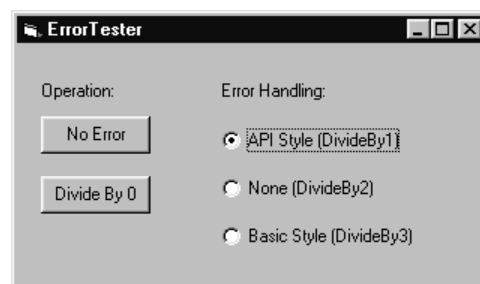 ErrorTester
Operation:
No Error
Divide By 0
Error Handling:
API Style (DivideBy1)
None (DivideBy2)
Basic Style (DivideBy3)